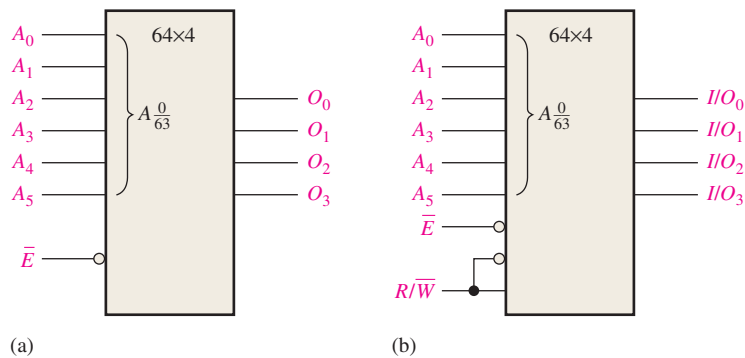 A₀
A₁
A₂
A₃
A₄
A₅
E̅
64×4
A 0/63
O₀
O₁
O₂
O₃
(a)
A₀
A₁
A₂
A₃
A₄
A₅
E̅
R/W̅
64×4
A 0/63
I/O₀
I/O₁
I/O₂
I/O₃
(b)